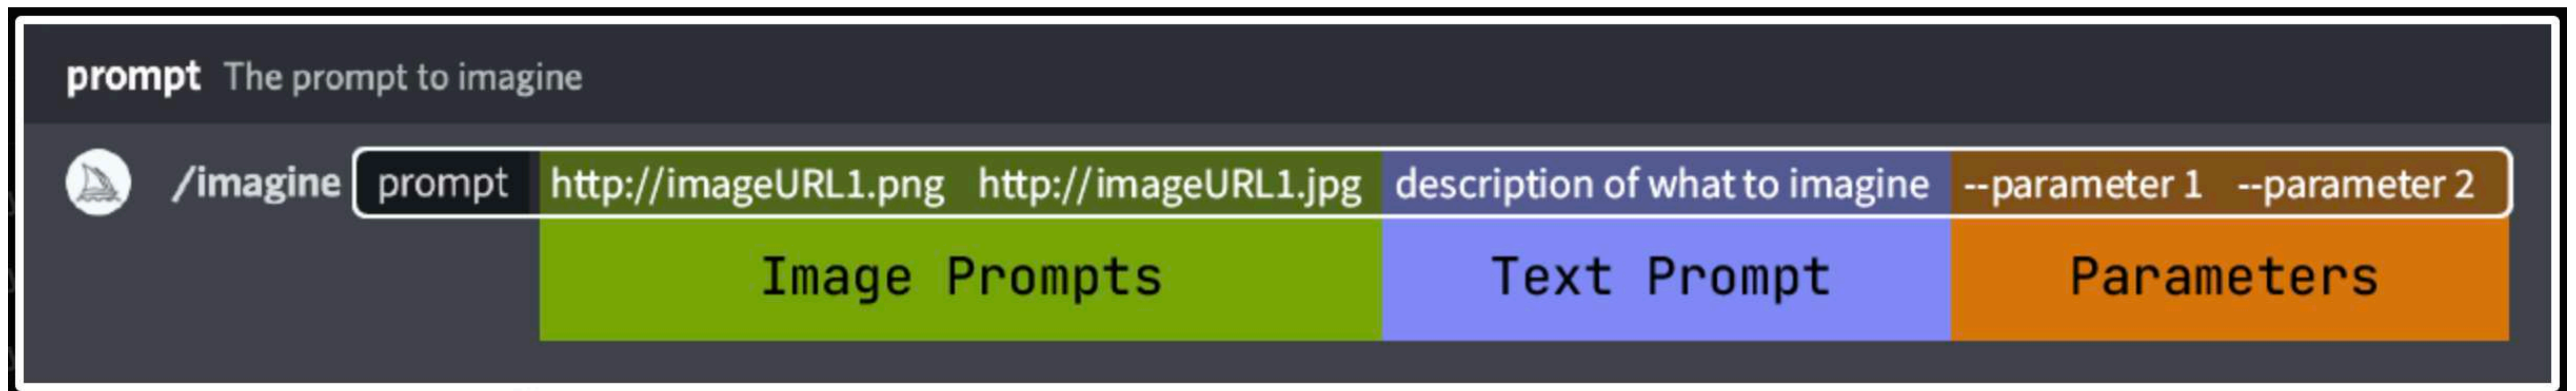 prompt The prompt to imagine
/imagine prompt http://imageURL1.png http://imageURL1.jpg description of what to imagine --parameter 1 --parameter 2
Image Prompts Text Prompt Parameters